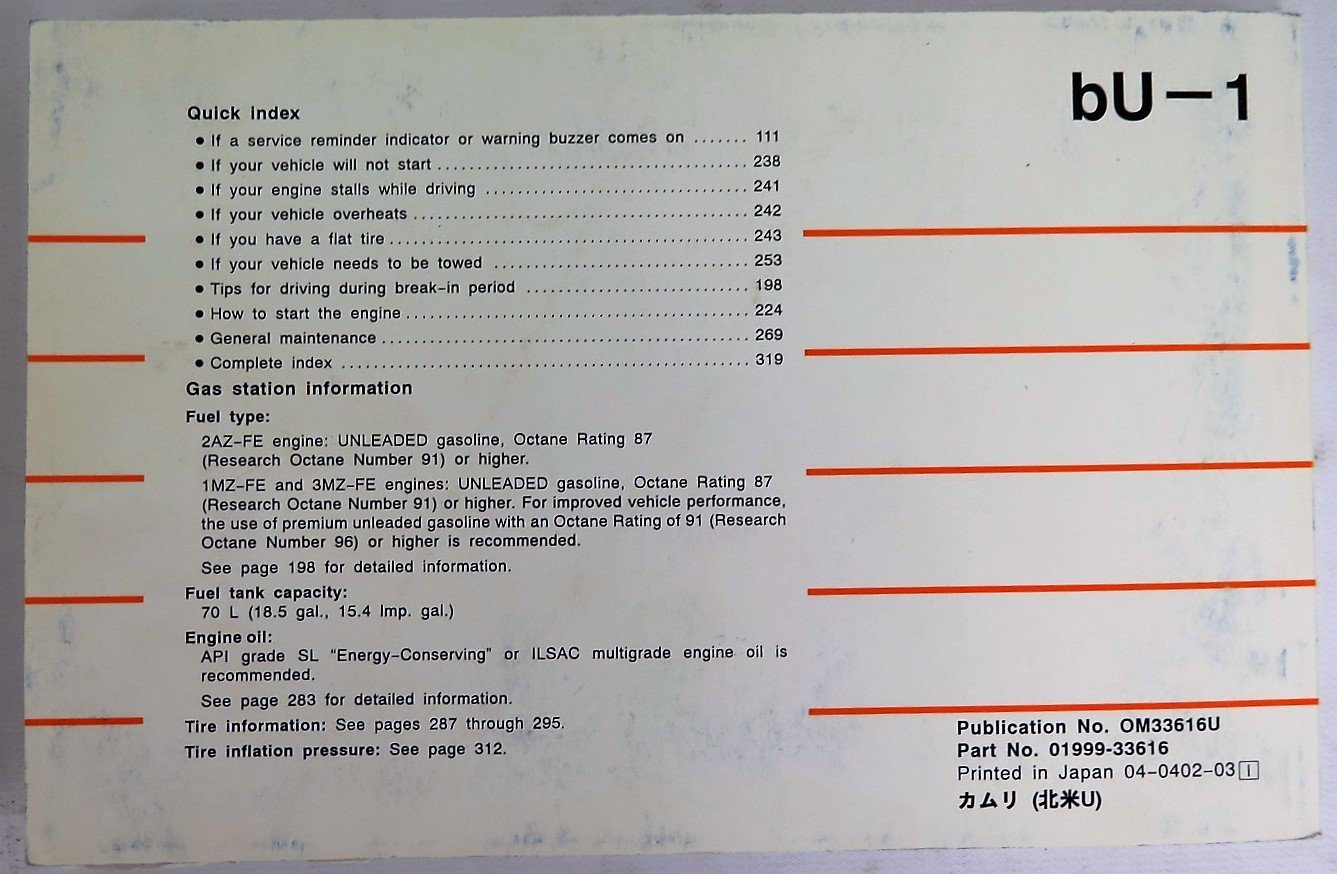 bU－1
Quick index
● If a service reminder indicator or warning buzzer comes on ....... 111
● If your vehicle will not start ....................................... 238
● If your engine stalls while driving ................................. 241
● If your vehicle overheats .......................................... 242
● If you have a flat tire ............................................. 243
● If your vehicle needs to be towed ................................ 253
● Tips for driving during break-in period ............................ 198
● How to start the engine ........................................... 224
● General maintenance .............................................. 269
● Complete index ................................................... 319
Gas station information
Fuel type:
2AZ-FE engine: UNLEADED gasoline, Octane Rating 87
(Research Octane Number 91) or higher.
1MZ-FE and 3MZ-FE engines: UNLEADED gasoline, Octane Rating 87
(Research Octane Number 91) or higher. For improved vehicle performance,
the use of premium unleaded gasoline with an Octane Rating of 91 (Research
Octane Number 96) or higher is recommended.
See page 198 for detailed information.
Fuel tank capacity:
70 L (18.5 gal., 15.4 Imp. gal.)
Engine oil:
API grade SL "Energy-Conserving" or ILSAC multigrade engine oil is
recommended.
See page 283 for detailed information.
Tire information: See pages 287 through 295.
Tire inflation pressure: See page 312.
Publication No. OM33616U
Part No. 01999-33616
Printed in Japan 04-0402-03 I
カムリ (北米U)